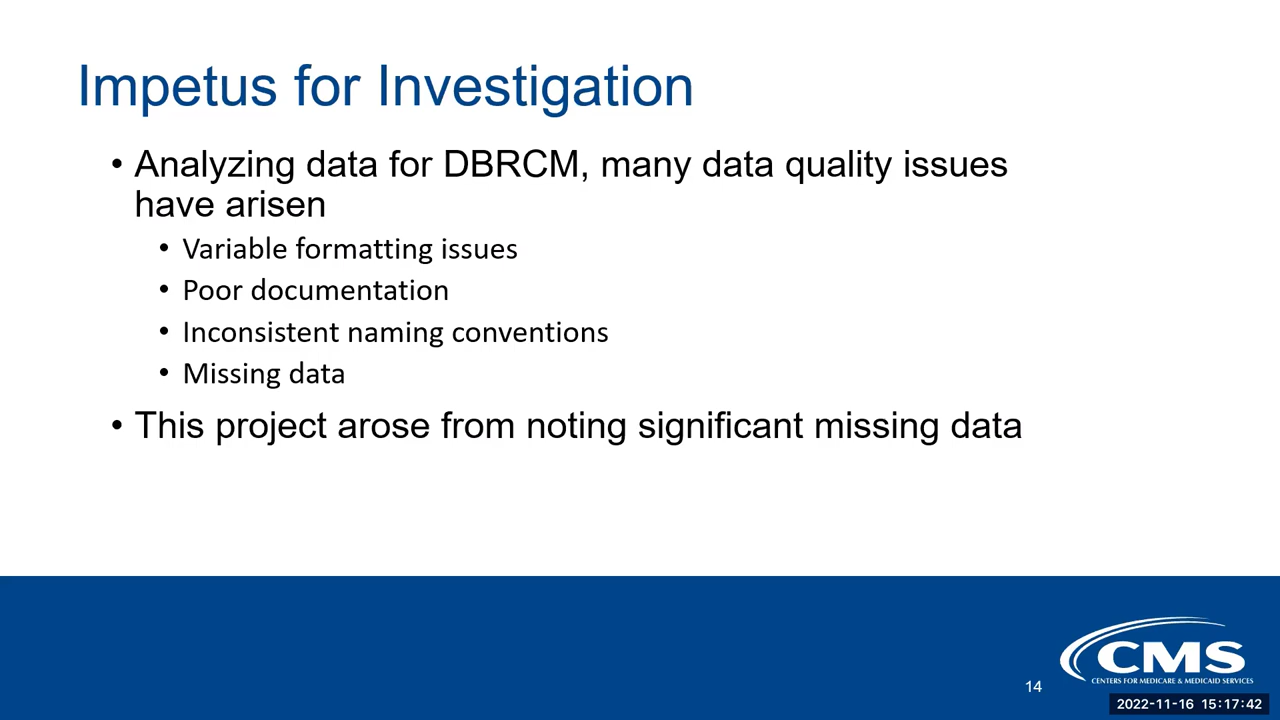 Impetus for Investigation
• Analyzing data for DBRCM, many data quality issues
have arisen
• Variable formatting issues
• Poor documentation
• Inconsistent naming conventions
• Missing data
• This project arose from noting significant missing data
CMS
CENTERS FOR MEDICARE & MEDICAID SERVICES
14
2022-11-16 15:17:42